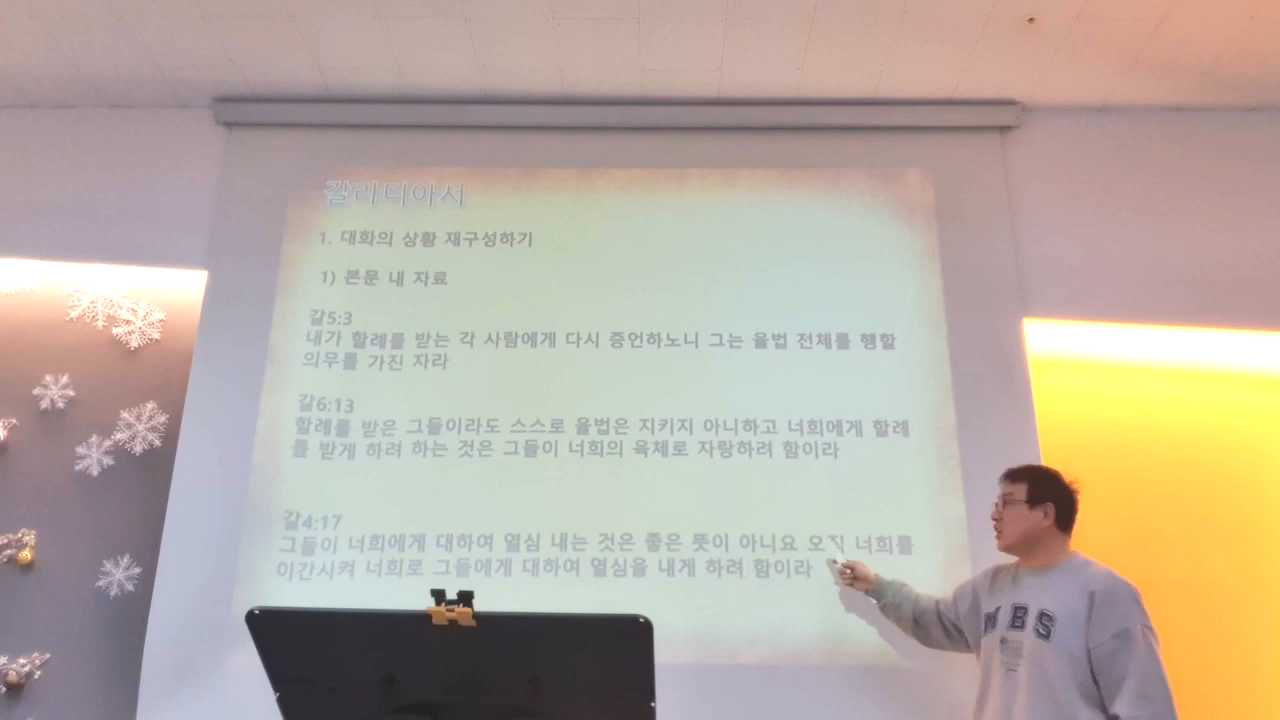 갈라디아서
1. 대화의 상황 재구성하기
1) 본문 내 자료
갈5:3
내가 할례를 받는 각 사람에게 다시 증언하노니 그는 율법 전체를 행할
의무를 가진 자라
갈6:13
할례를 받은 그들이라도 스스로 율법은 지키지 아니하고 너희에게 할례
를 받게 하려 하는 것은 그들이 너희의 육체로 자랑하려 함이라
갈4:17
그들이 너희에게 대하여 열심 내는 것은 좋은 뜻이 아니요 오직 너희를
이간시켜 너희로 그들에게 대하여 열심을 내게 하려 함이라
BS